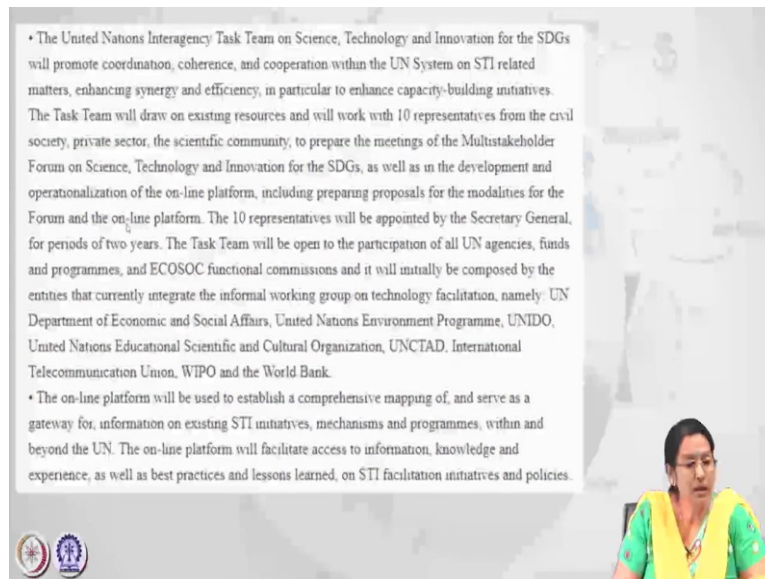 • The United Nations Interagency Task Team on Science, Technology and Innovation for the SDGs
will promote coordination, coherence, and cooperation within the UN System on STI related
matters, enhancing synergy and efficiency, in particular to enhance capacity-building initiatives.
The Task Team will draw on existing resources and will work with 10 representatives from the civil
society, private sector, the scientific community, to prepare the meetings of the Multistakeholder
Forum on Science, Technology and Innovation for the SDGs, as well as in the development and
operationalization of the on-line platform, including preparing proposals for the modalities for the
Forum and the on-line platform. The 10 representatives will be appointed by the Secretary General,
for periods of two years. The Task Team will be open to the participation of all UN agencies, funds
and programmes, and ECOSOC functional commissions and it will initially be composed by the
entities that currently integrate the informal working group on technology facilitation, namely: UN
Department of Economic and Social Affairs, United Nations Environment Programme, UNIDO,
United Nations Educational Scientific and Cultural Organization, UNCTAD, International
Telecommunication Union, WIPO and the World Bank.
• The on-line platform will be used to establish a comprehensive mapping of, and serve as a
gateway for, information on existing STI initiatives, mechanisms and programmes, within and
beyond the UN. The on-line platform will facilitate access to information, knowledge and
experience, as well as best practices and lessons learned, on STI facilitation initiatives and policies.